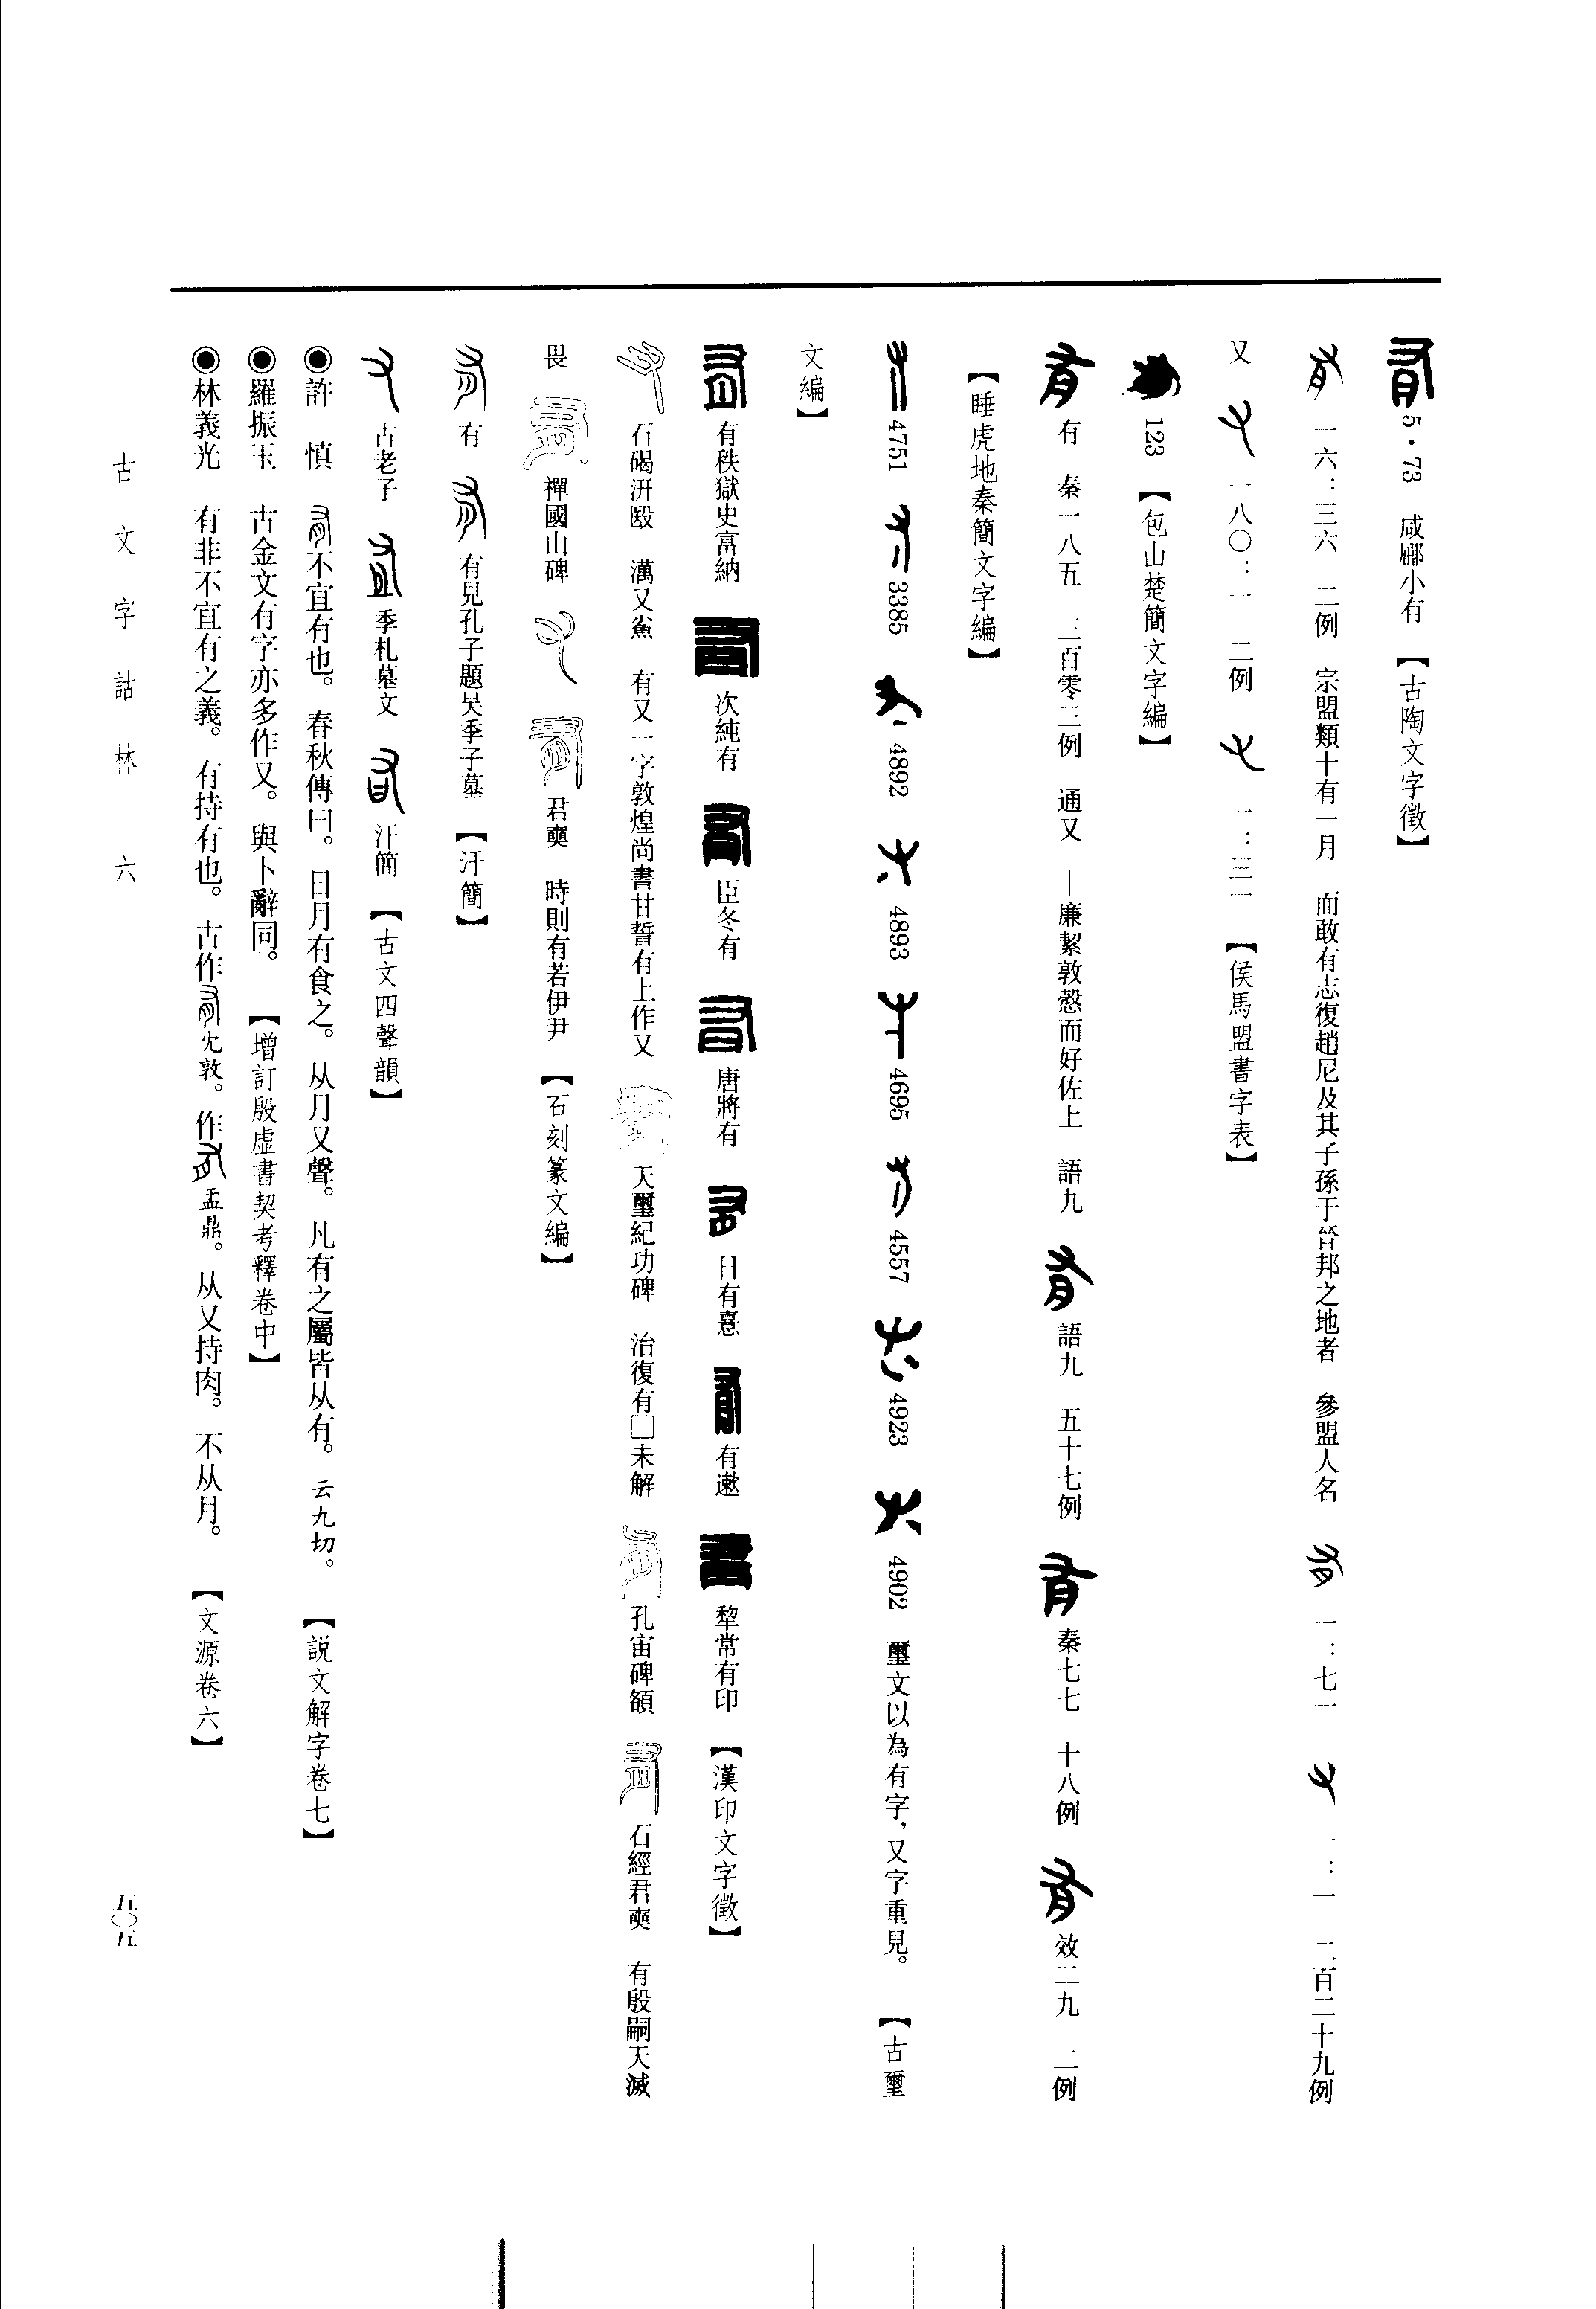 5·73　咸郦小有　【古陶文字徵】
一六：三六　二例　宗盟類十有一月　而敢有志復趙尼及其子孫于晉邦之地者　參盟人名　一：七一　一：一　二百二十九例
又　一八〇：一　二例　一：三一　【侯馬盟書字表】
123　【包山楚簡文字編】
有　秦一八五　三百零三例　通又　—廉絜敦慤而好佐上　語九　語九　五十七例　秦七七　十八例　效二九　二例
【睡虎地秦簡文字編】
4751　3385　4892　4893　4695　4557　4923　4902　璽文以為有字，又字重見。　【古璽
文編】
有秩獄史富納　次純有　臣冬有　唐將有　日有憙　有遬　犂常有印　【漢印文字徵】
石碣汧殹　澫又鯊　有又一字敦煌尚書甘誓有上作又　天璽紀功碑　治復有□未解　孔宙碑額　石經君奭　有殷嗣天滅
畏　禪國山碑　君奭　時則有若伊尹　【石刻篆文編】
有　有見孔子題吴季子墓　【汗簡】
古老子　季札墓文　汗簡　【古文四聲韻】
◉許　慎　不宜有也。春秋傳曰。日月有食之。从月又聲。凡有之屬皆从有。云九切。　【説文解字卷七】
◉羅振玉　古金文有字亦多作又。與卜辭同。　【增訂殷虛書契考釋卷中】
◉林義光　有非不宜有之義。有持有也。古作尤敦。作盂鼎。从又持肉。不从月。　【文源卷六】
古文字詁林　六
五〇五